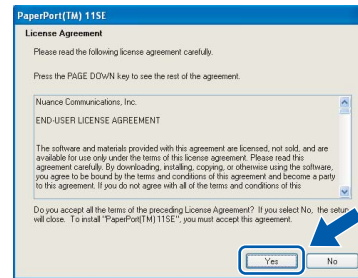 PaperPort(TM) 11SE
License Agreement
Please read the following license agreement carefully.
Press the PAGE DOWN key to see the rest of the agreement.
Nuance Communications, Inc.
END-USER LICENSE AGREEMENT
The software and materials provided with this agreement are licensed, not sold, and are
available for use only under the terms of this license agreement. Please read this
agreement carefully. By downloading, installing, copying, or otherwise using the software,
you agree to be bound by the terms and conditions of this agreement and become a party
to this agreement. If you do not agree with all of the terms and conditions of this
Do you accept all the terms of the preceding License Agreement? If you select No, the setup
will close. To install "PaperPort(TM) 11SE", you must accept this agreement.
Yes
No